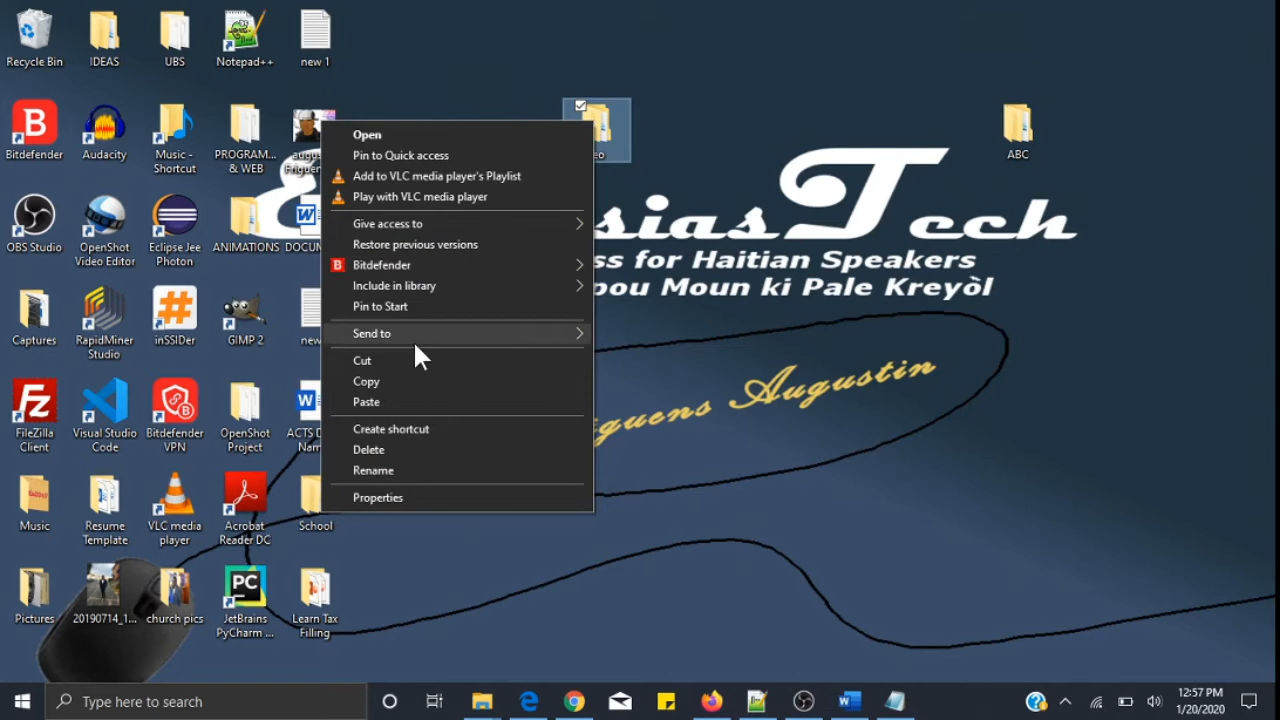 Recycle Bin
IDEAS
UBS
Notepad++
new 1
Bitdefender
Audacity
Music -
Shortcut
PROGRAM...
& WEB
ABC
OBS Studio
OpenShot
Video Editor
Eclipse Jee
Photon
ANIMATIONS
Captures
RapidMiner
Studio
inSSIDer
GIMP 2
new
FileZilla
Client
Visual Studio
Code
Bitdefender
VPN
OpenShot
Project
ACTS
Music
Resume
Template
VLC media
player
Acrobat
Reader DC
School
Pictures
20190714_1...
church pics
JetBrains
PyCharm ...
Learn Tax
Filling
Open
Pin to Quick access
Add to VLC media player's Playlist
Play with VLC media player
Give access to
Restore previous versions
Bitdefender
Include in library
Pin to Start
Send to
Cut
Copy
Paste
Create shortcut
Delete
Rename
Properties
siasTech
ss for Haitian Speakers
pou Moun ki Pale Kreyòl
iguens Augustin
Type here to search
12:57 PM
1/20/2020